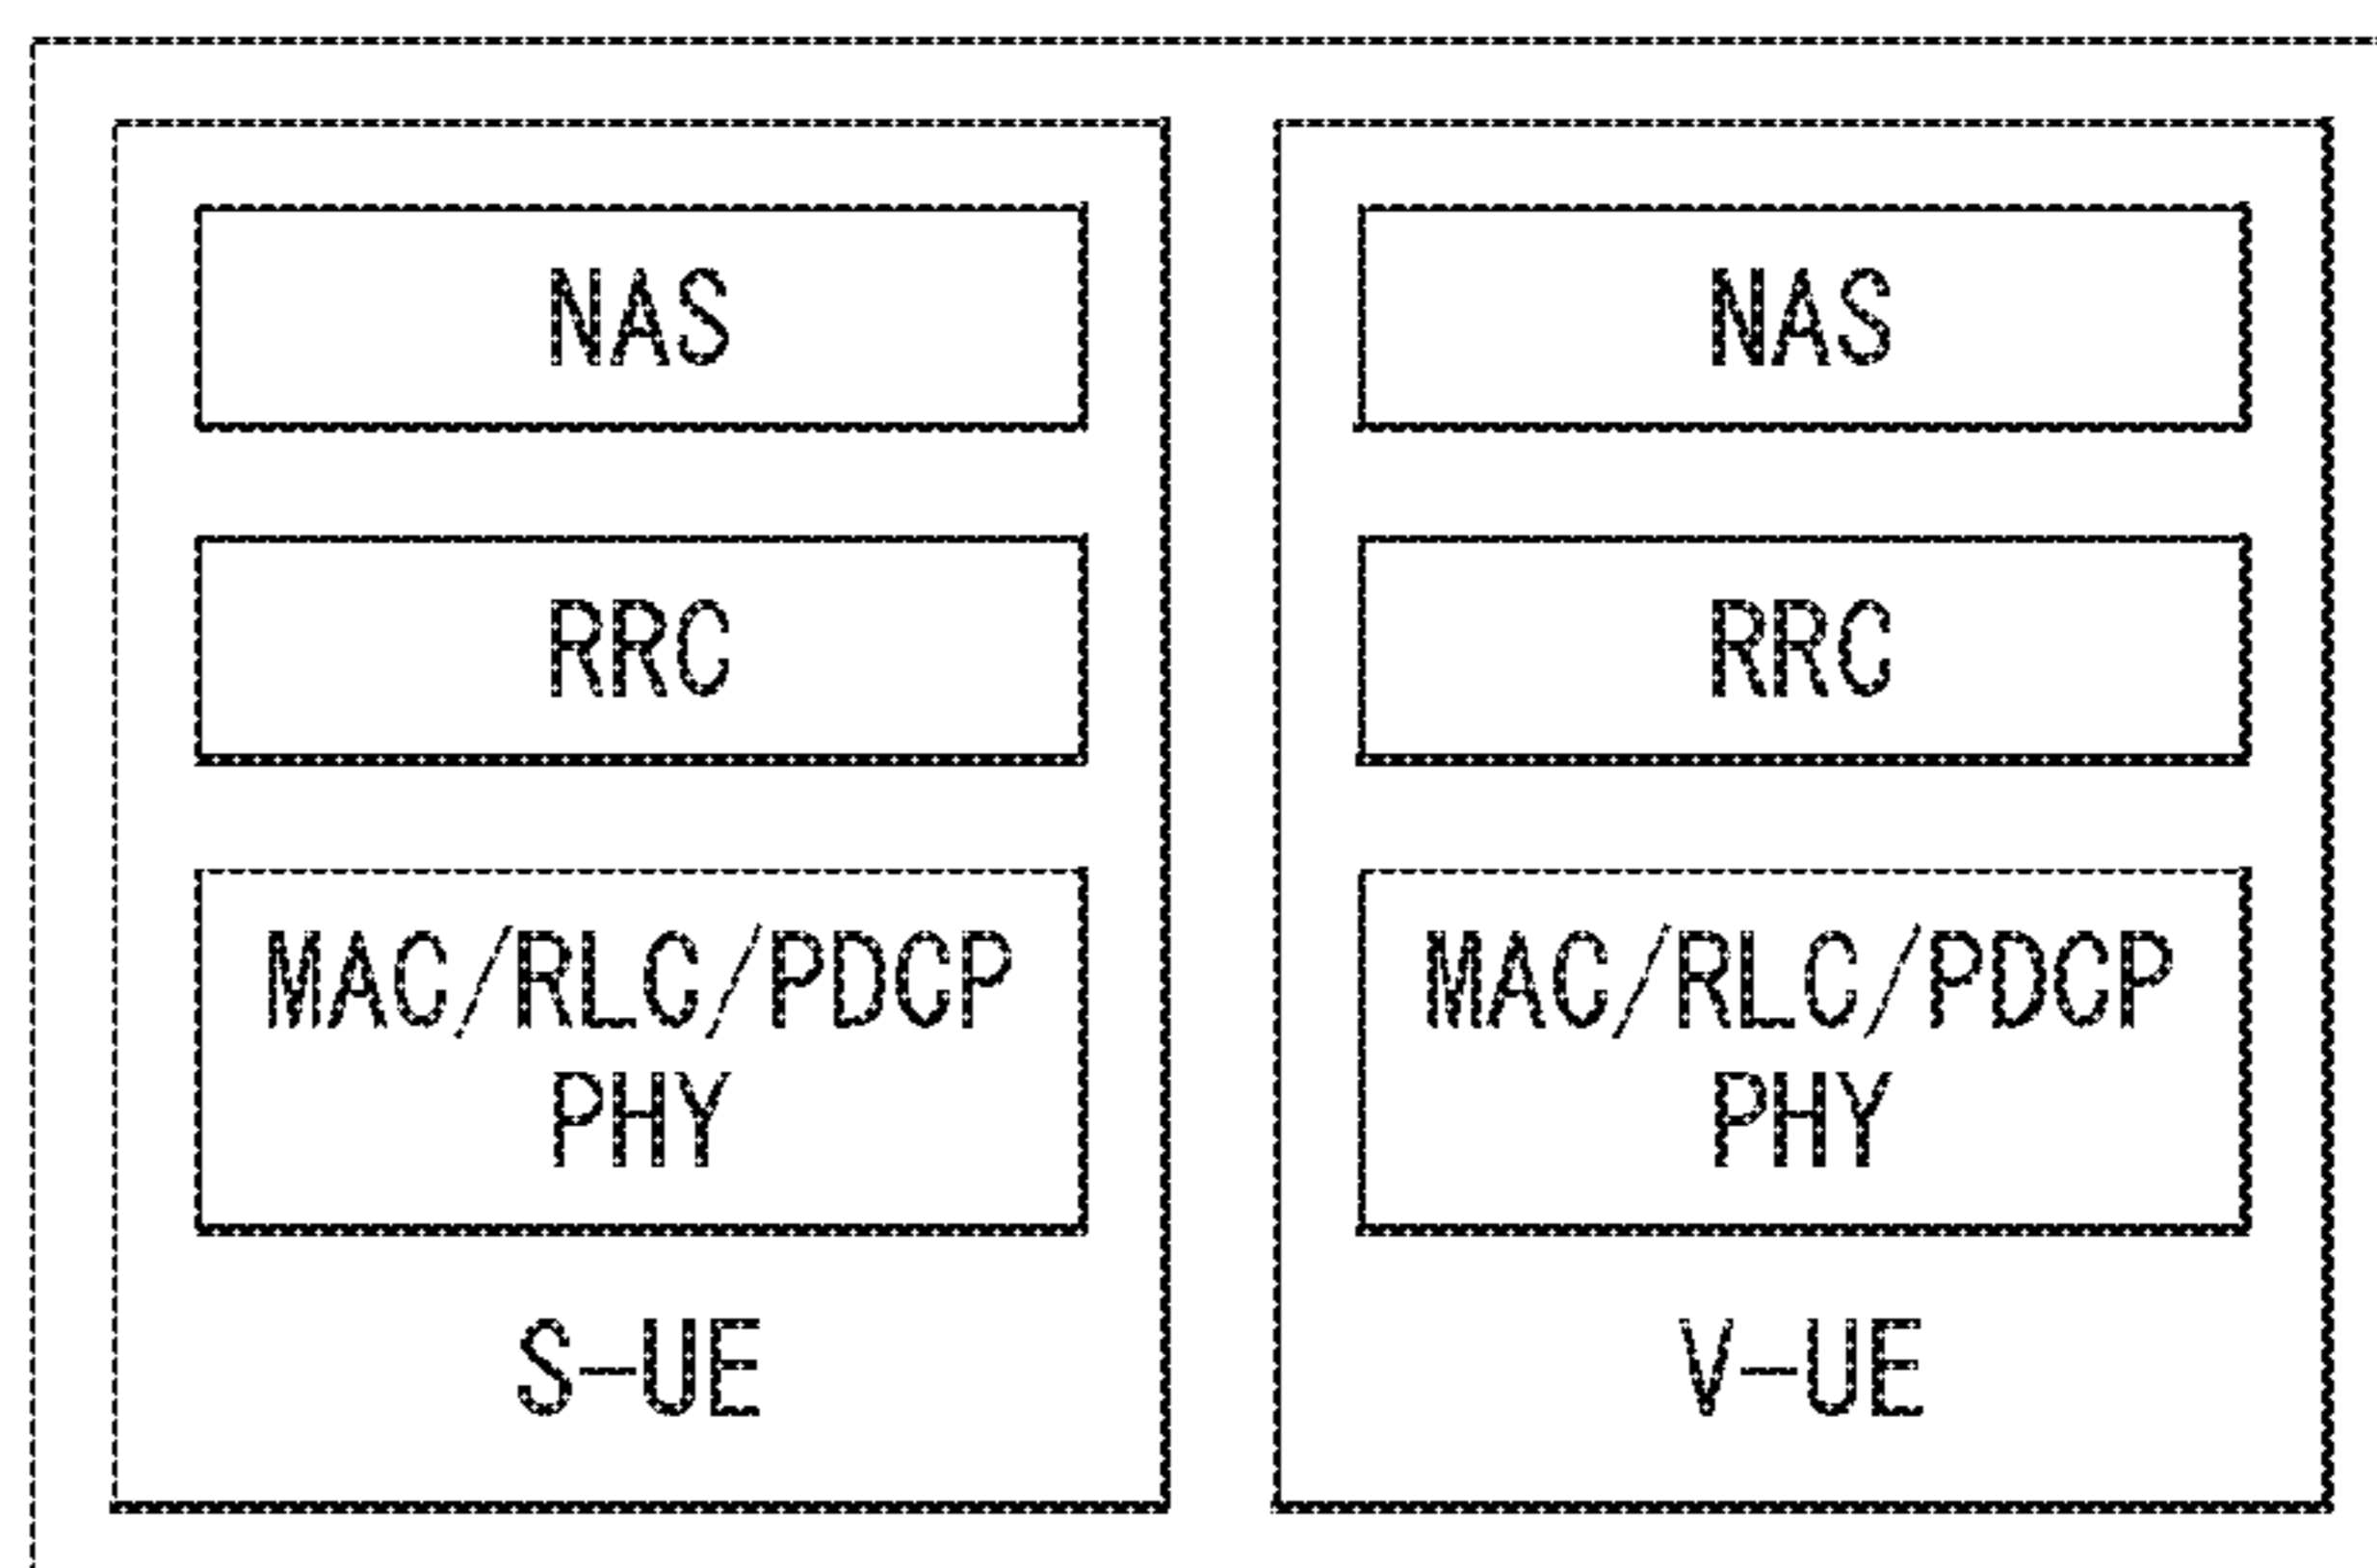 NAS
RRC
MAC/RLC/PDCP
PHY
S-UE
NAS
RRC
MAC/RLC/PDCP
PHY
V-UE